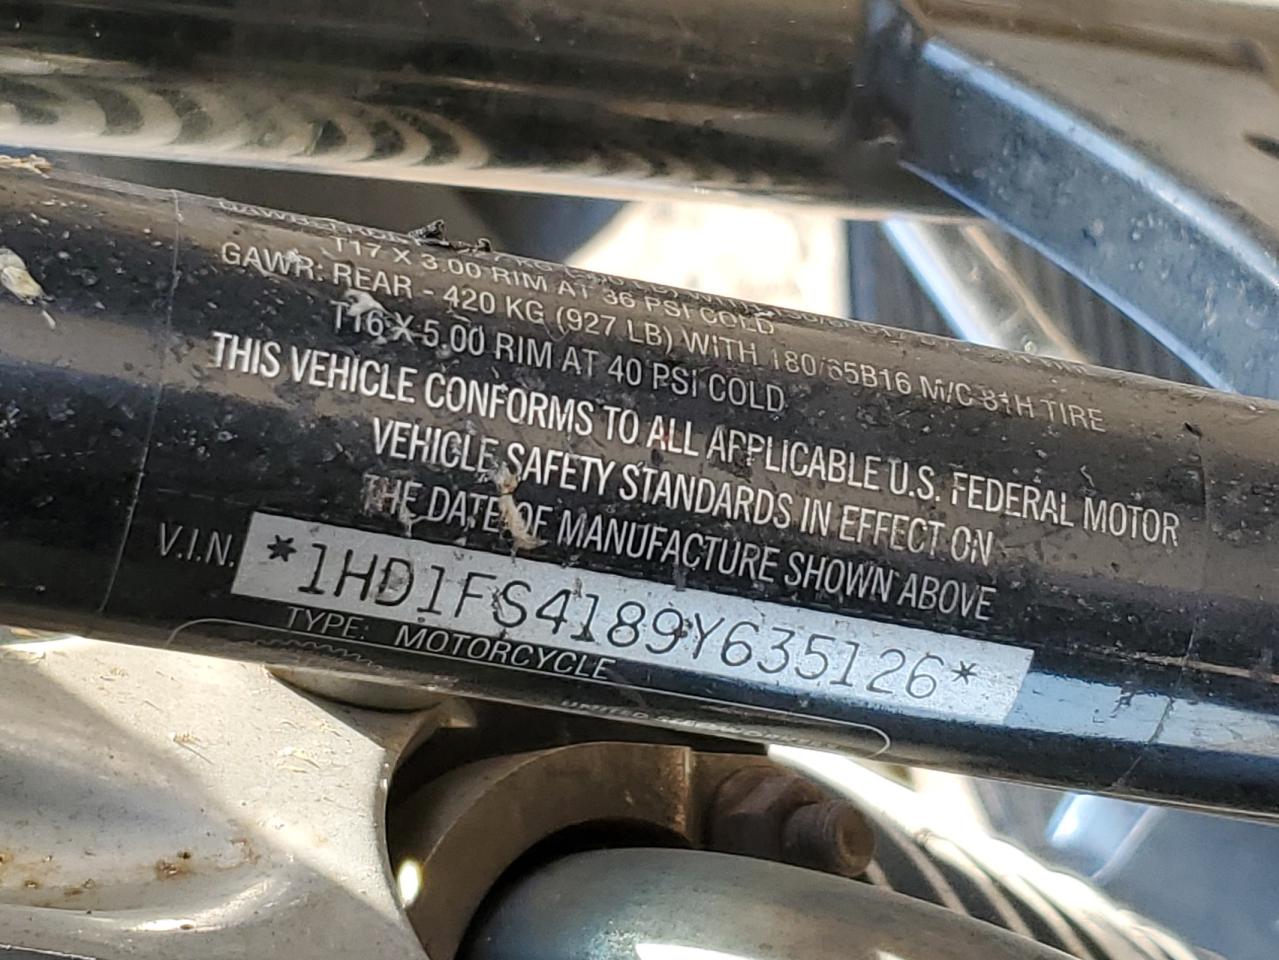 T17 X 3.00 RIM AT 36 PSI COLD
GAWR: REAR - 420 KG (927 LB) WITH 180/65B16 M/C 81H TIRE
T16 X 5.00 RIM AT 40 PSI COLD
THIS VEHICLE CONFORMS TO ALL APPLICABLE U.S. FEDERAL MOTOR
VEHICLE SAFETY STANDARDS IN EFFECT ON
THE DATE OF MANUFACTURE SHOWN ABOVE
V.I.N. *1HD1FS4189Y635126*
TYPE: MOTORCYCLE